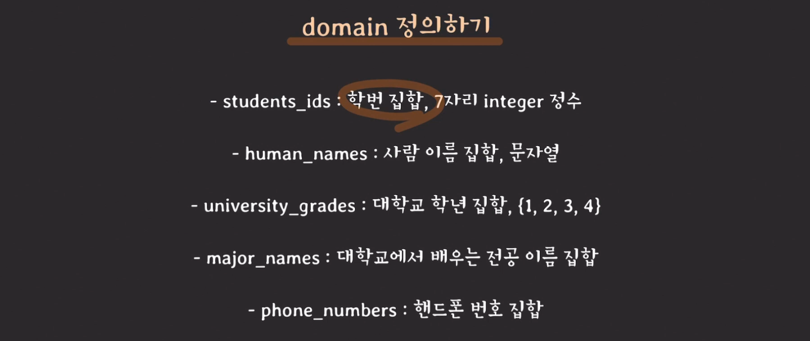 domain 정의하기
- students_ids : 학번 집합, 7자리 integer 정수
- human_names : 사람 이름 집합, 문자열
- university_grades : 대학교 학년 집합, {1, 2, 3, 4}
- major_names : 대학교에서 배우는 전공 이름 집합
- phone_numbers : 핸드폰 번호 집합